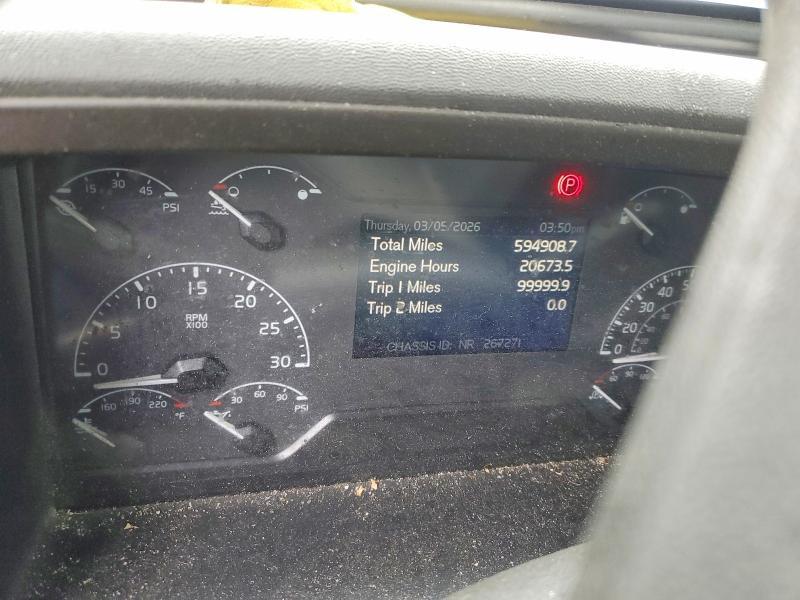 15 30 45
PSI
P
Thursday, 03/05/2026 03:50pm
Total Miles 594908.7
Engine Hours 20673.5
Trip 1 Miles 99999.9
Trip 2 Miles 0.0
CHASSIS ID: NR 267271
0 5 10 15 20 25 30
RPM
X100
0 20 30 40
160 190 220
°F
30 60 90
PSI
60 90